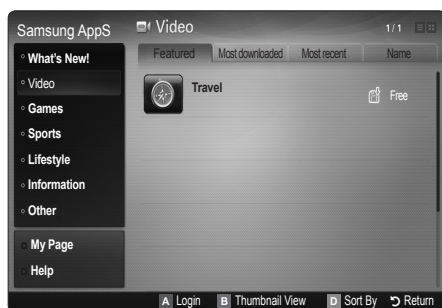 Samsung AppS
Video
1/1
What's New!
Video
Games
Sports
Lifestyle
Information
Other
My Page
Help
Featured
Most downloaded
Most recent
Name
Travel
Free
A Login
B Thumbnail View
D Sort By
Return